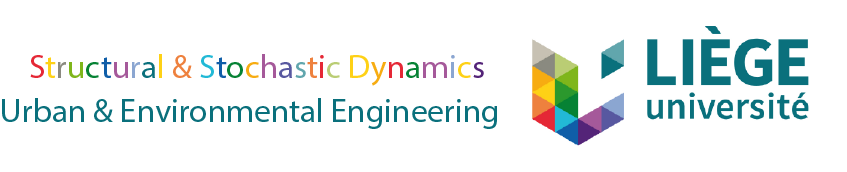 Structural & Stochastic Dynamics
Urban & Environmental Engineering
LIÈGE
université